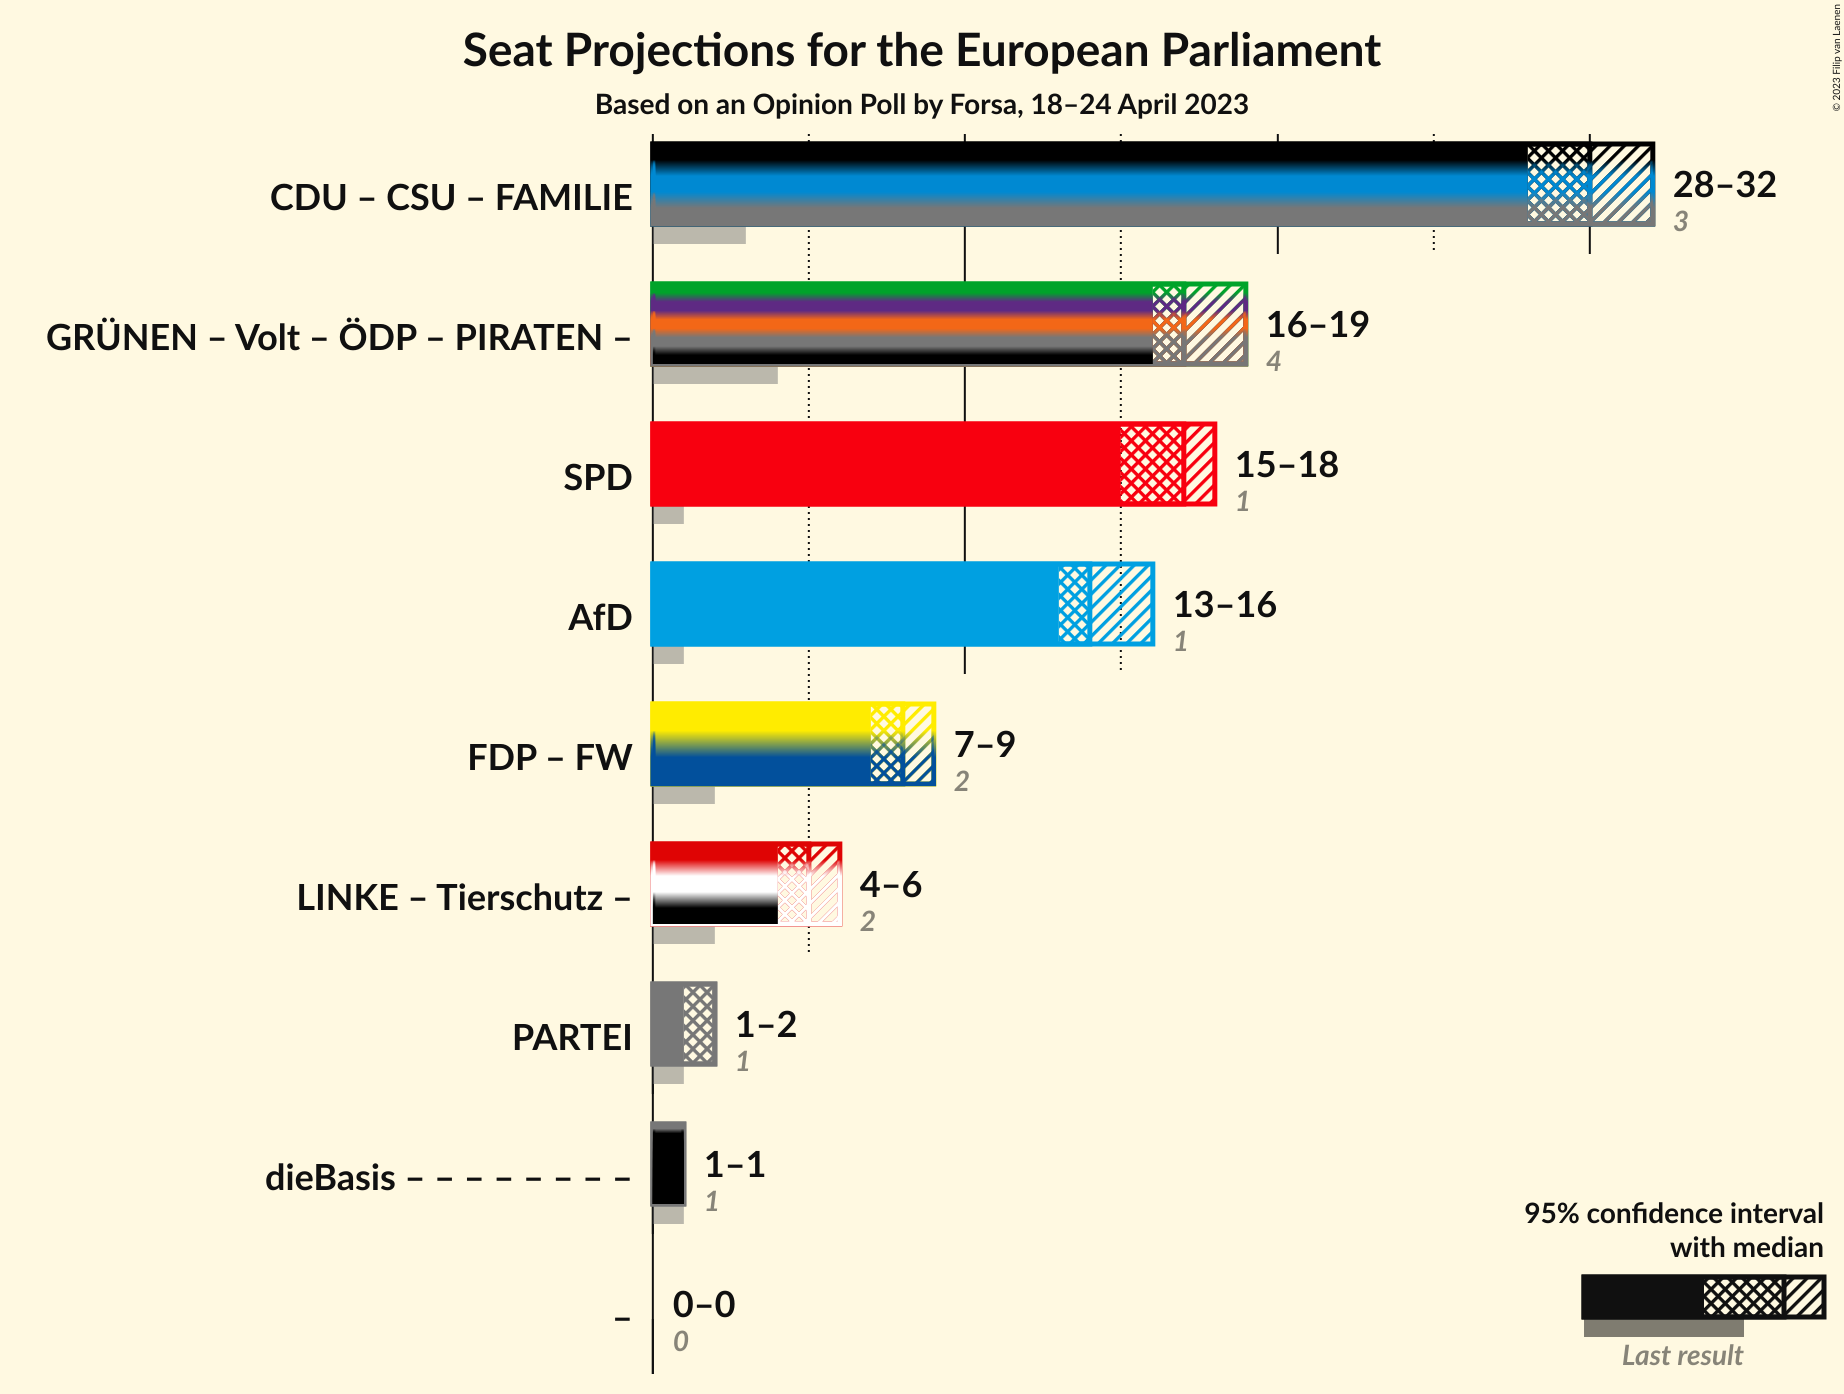 Seat Projections for the European Parliament
Based on an Opinion Poll by Forsa, 18–24 April 2023
© 2023 Filip van Laenen
CDU – CSU – FAMILIE
28–32
3
GRÜNEN – Volt – ÖDP – PIRATEN –
16–19
4
SPD
15–18
1
AfD
13–16
1
FDP – FW
7–9
2
LINKE – Tierschutz –
4–6
2
PARTEI
1–2
1
dieBasis – – – – – – – –
1–1
1
–
0–0
0
95% confidence interval
with median
Last result